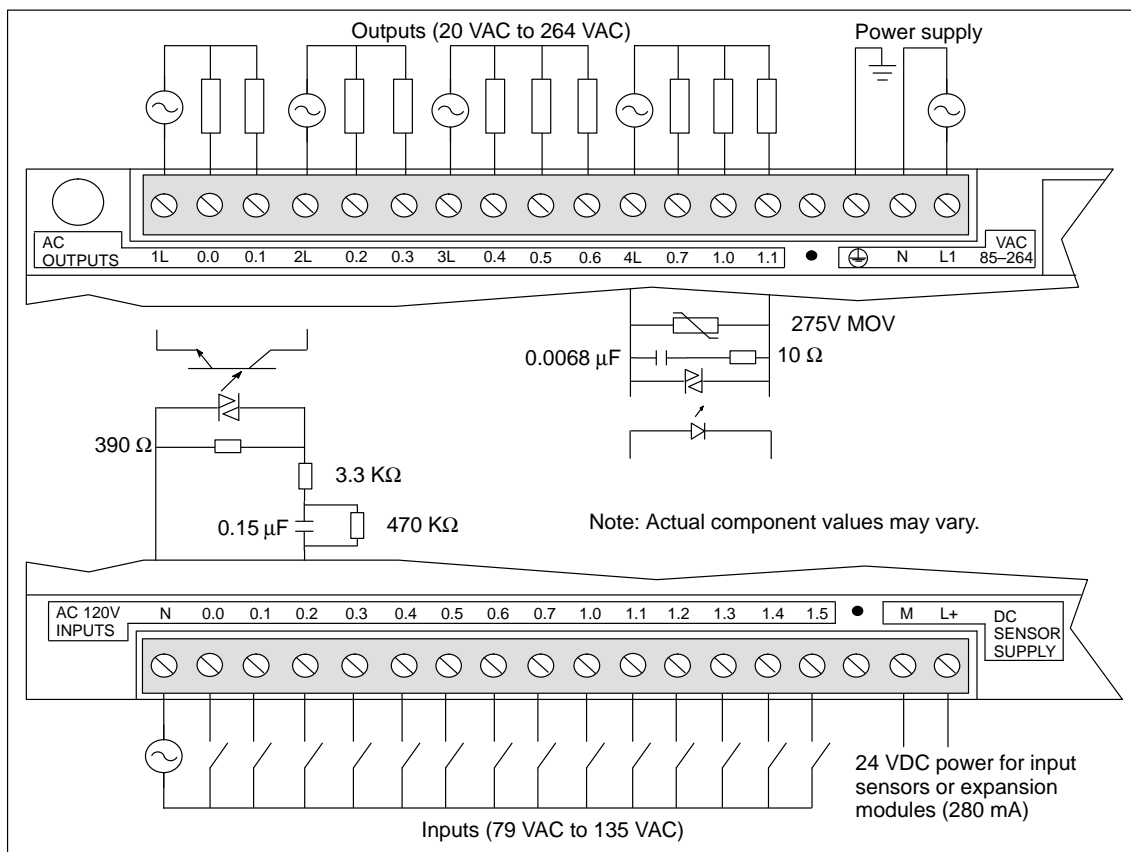 Outputs (20 VAC to 264 VAC)
Power supply
AC
OUTPUTS
1L 0.0 0.1 2L 0.2 0.3 3L 0.4 0.5 0.6 4L 0.7 1.0 1.1 N L1
VAC
85–264
275V MOV
0.0068 µF
10 Ω
390 Ω
3.3 KΩ
0.15 µF
470 KΩ
Note: Actual component values may vary.
AC 120V
INPUTS
N 0.0 0.1 0.2 0.3 0.4 0.5 0.6 0.7 1.0 1.1 1.2 1.3 1.4 1.5 M L+
DC
SENSOR
SUPPLY
24 VDC power for input
sensors or expansion
modules (280 mA)
Inputs (79 VAC to 135 VAC)